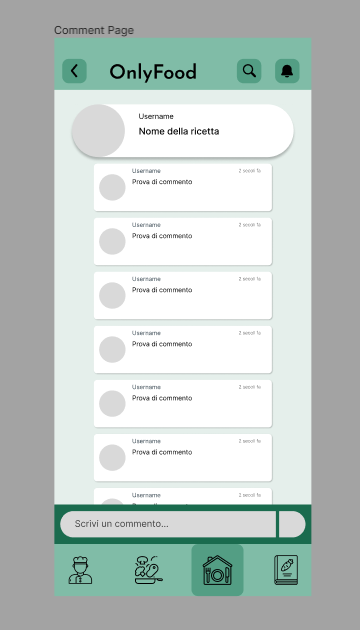 Comment Page
OnlyFood
Username
Nome della ricetta
Username 2 secoli fa
Prova di commento
Username 2 secoli fa
Prova di commento
Username 2 secoli fa
Prova di commento
Username 2 secoli fa
Prova di commento
Username 2 secoli fa
Prova di commento
Username 2 secoli fa
Prova di commento
Username 2 secoli fa
Scrivi un commento...